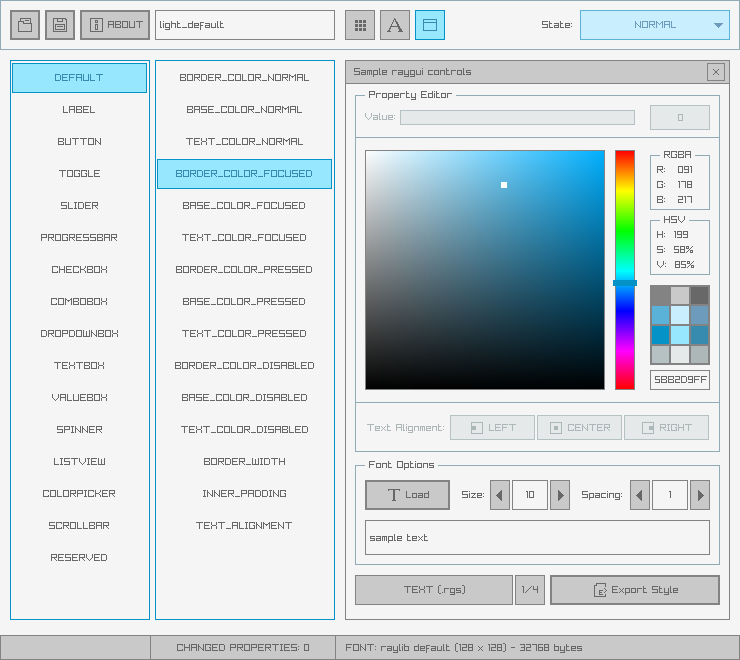 ABOUT
light_default
State:
NORMAL
DEFAULT
LABEL
BUTTON
TOGGLE
SLIDER
PROGRESSBAR
CHECKBOX
COMBOBOX
DROPDOWNBOX
TEXTBOX
VALUEBOX
SPINNER
LISTVIEW
COLORPICKER
SCROLLBAR
RESERVED
BORDER_COLOR_NORMAL
BASE_COLOR_NORMAL
TEXT_COLOR_NORMAL
BORDER_COLOR_FOCUSED
BASE_COLOR_FOCUSED
TEXT_COLOR_FOCUSED
BORDER_COLOR_PRESSED
BASE_COLOR_PRESSED
TEXT_COLOR_PRESSED
BORDER_COLOR_DISABLED
BASE_COLOR_DISABLED
TEXT_COLOR_DISABLED
BORDER_WIDTH
INNER_PADDING
TEXT_ALIGNMENT
Sample raygui controls
Property Editor
Value:
0
RGBA
R: 091
G: 178
B: 217
HSV
H: 199
S: 58%
V: 85%
5BB2D9FF
Text Alignment:
LEFT
CENTER
RIGHT
Font Options
Load
Size:
10
Spacing:
1
sample text
TEXT (.rgs)
1/4
Export Style
CHANGED PROPERTIES: 0
FONT: raylib default (128 x 128) - 32768 bytes